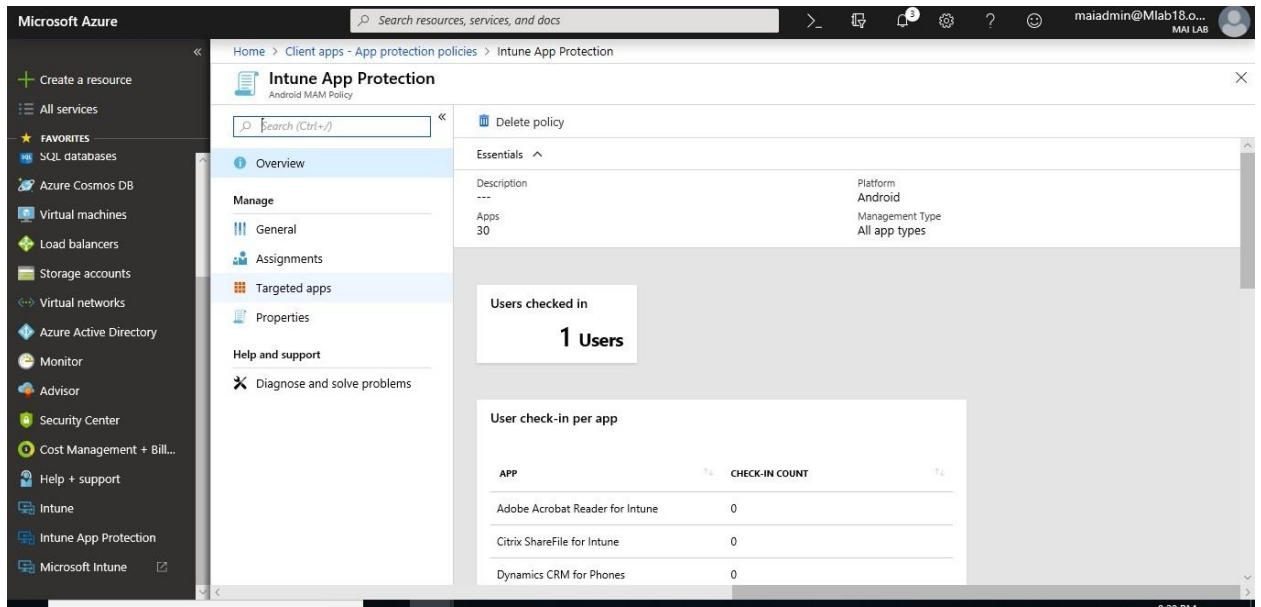 Microsoft Azure
Search resources, services, and docs
3
maiadmin@Mlab18.o...
MAI LAB
Create a resource
All services
FAVORITES
SQL databases
Azure Cosmos DB
Virtual machines
Load balancers
Storage accounts
Virtual networks
Azure Active Directory
Monitor
Advisor
Security Center
Cost Management + Bill...
Help + support
Intune
Intune App Protection
Microsoft Intune
Home > Client apps - App protection policies > Intune App Protection
Intune App Protection
Android MAM Policy
Search (Ctrl+/)
Overview
Manage
General
Assignments
Targeted apps
Properties
Help and support
Diagnose and solve problems
Delete policy
Essentials
Description
---
Apps
30
Platform
Android
Management Type
All app types
Users checked in
1 Users
User check-in per app
APP CHECK-IN COUNT
Adobe Acrobat Reader for Intune 0
Citrix ShareFile for Intune 0
Dynamics CRM for Phones 0